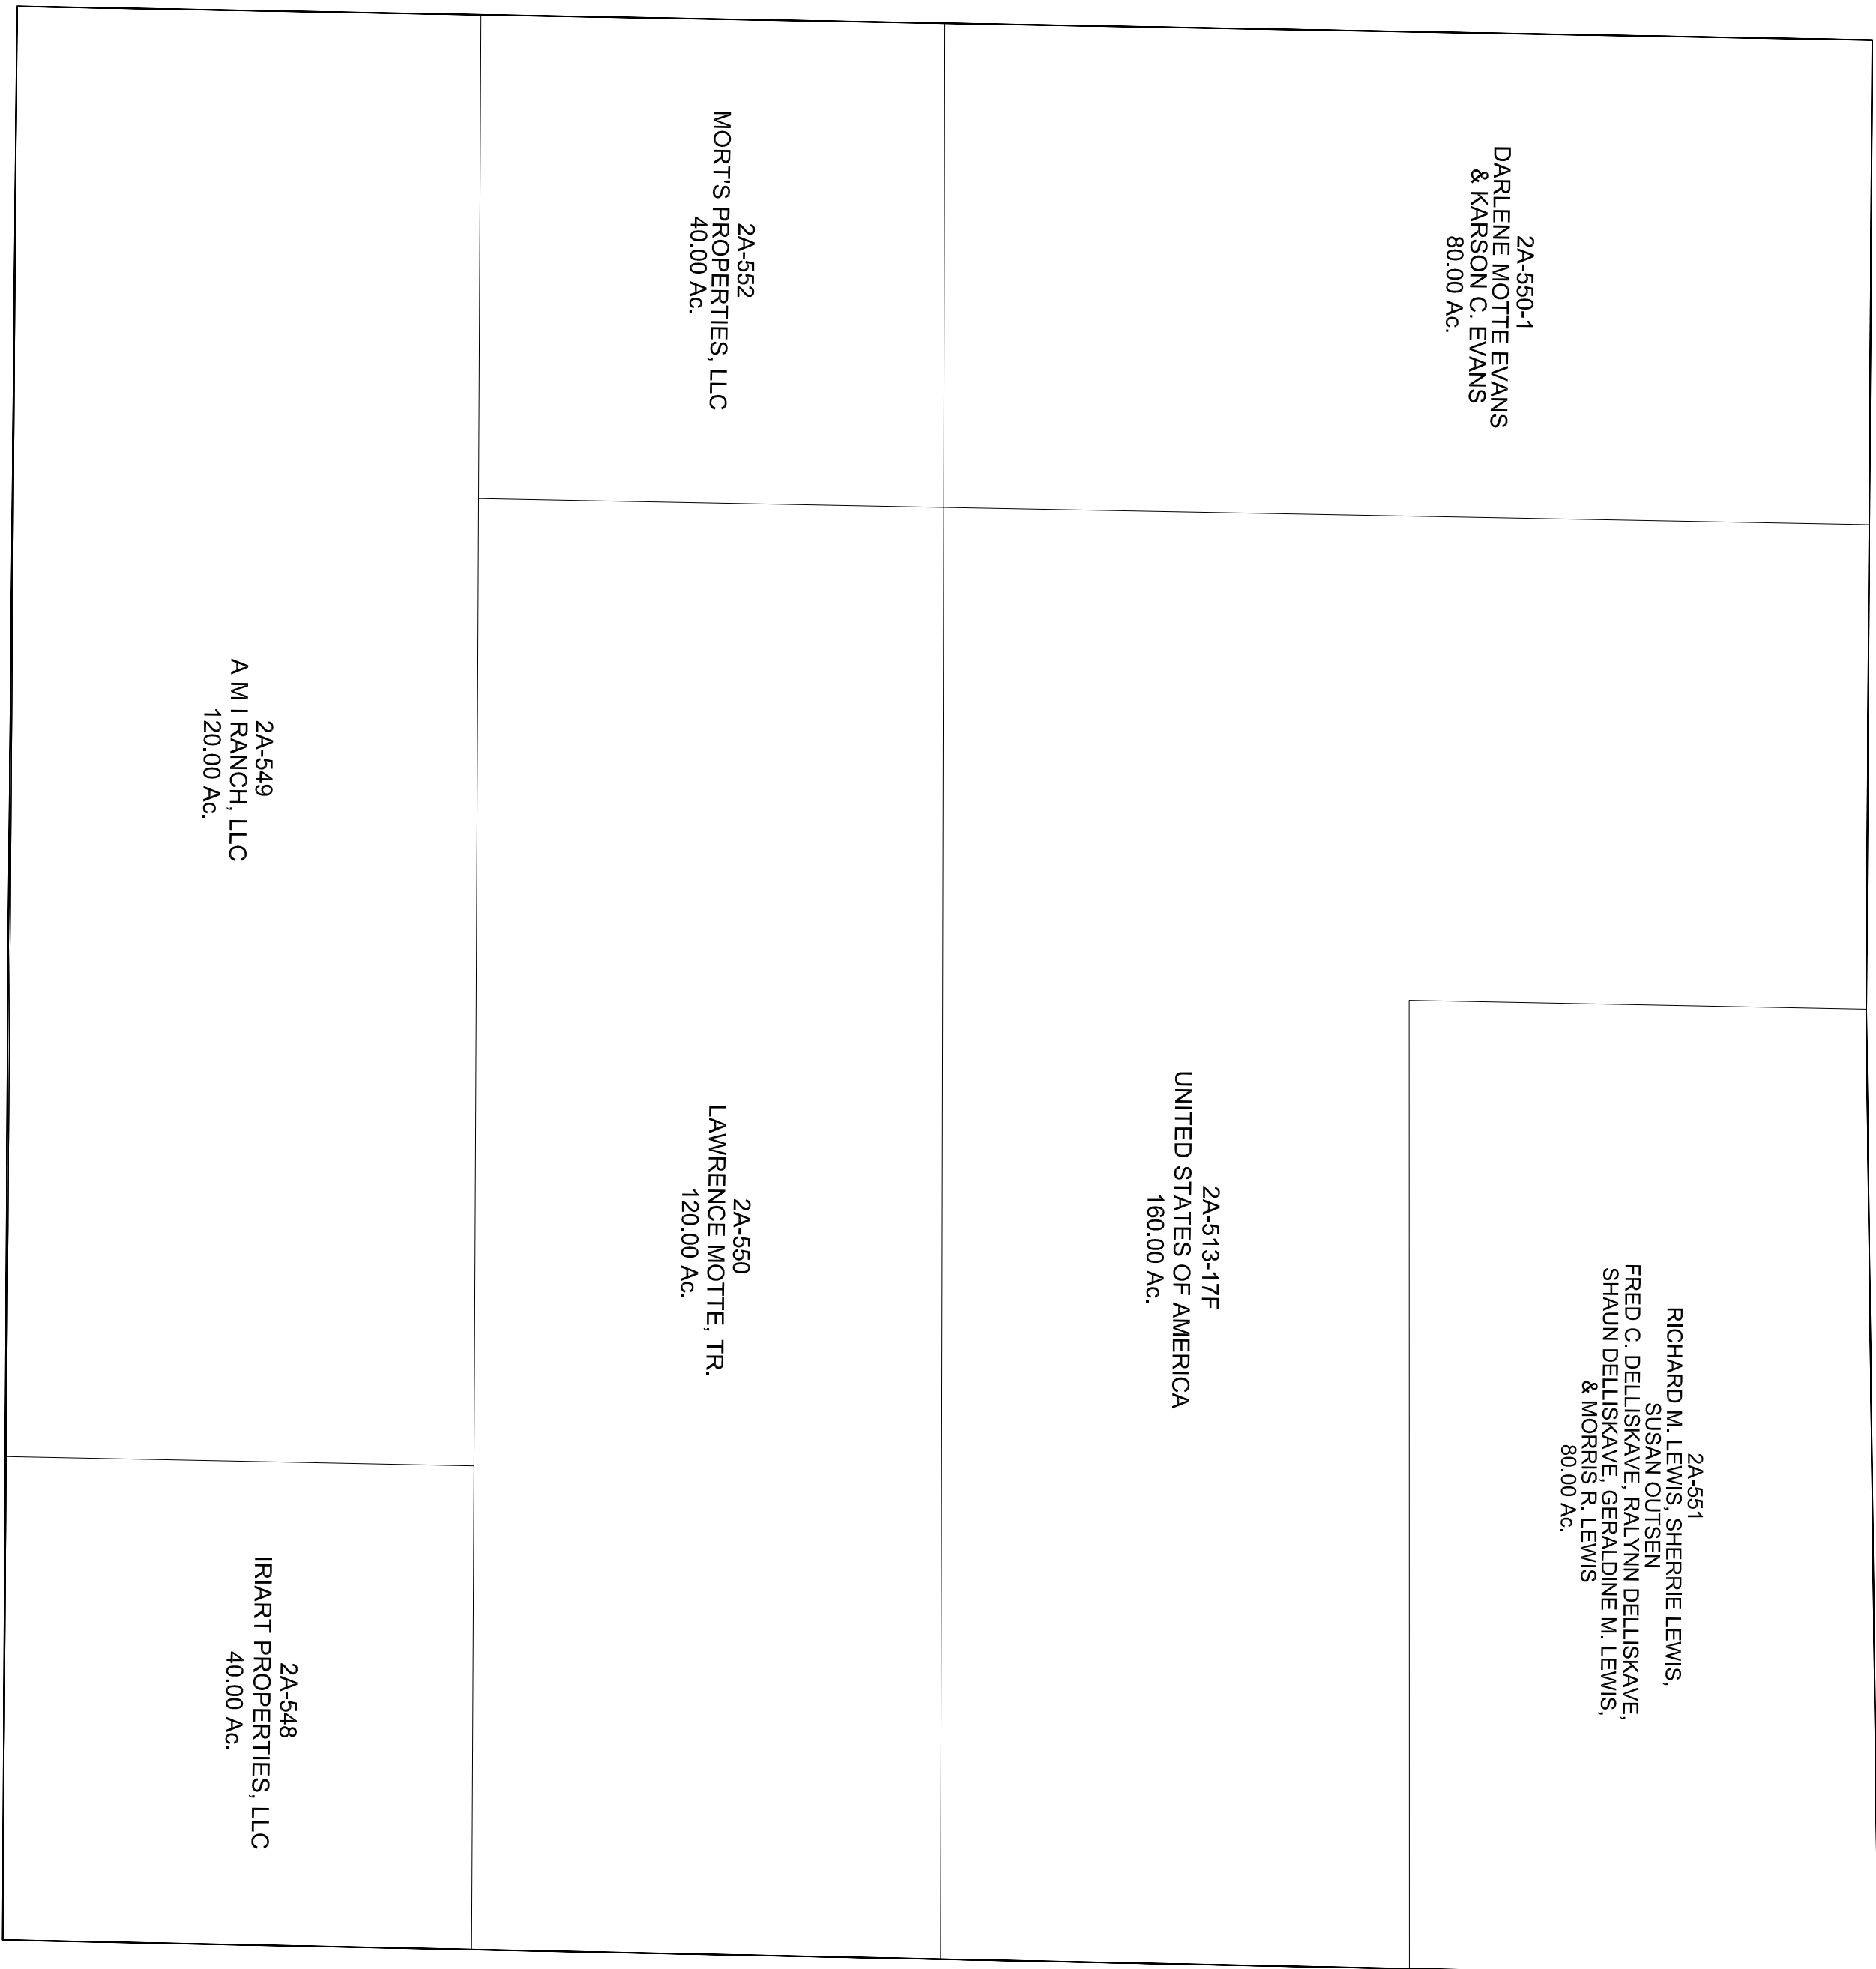 2A-550-1
DARLENE MOTTE EVANS
& KARSON C. EVANS
80.00 Ac.
2A-551
RICHARD M. LEWIS, SHERRIE LEWIS,
SUSAN OUTSEN
FRED C. DELLISKAVE, RALYNN DELLISKAVE,
SHAUN DELLISKAVE, GERALDINE M. LEWIS,
& MORRIS R. LEWIS
80.00 Ac.
2A-513-17F
UNITED STATES OF AMERICA
160.00 Ac.
2A-552
MORT'S PROPERTIES, LLC
40.00 Ac.
2A-550
LAWRENCE MOTTE, TR.
120.00 Ac.
2A-549
A M I RANCH, LLC
120.00 Ac.
2A-548
IRIART PROPERTIES, LLC
40.00 Ac.